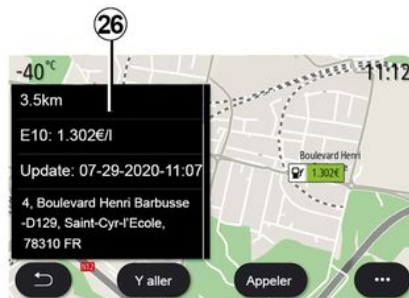 26
-40°C
11:12
3.5km
E10: 1.302€/l
Update: 07-29-2020-11:07
4, Boulevard Henri Barbusse
-D129, Saint-Cyr-l'Ecole,
78310 FR
Boulevard Henri
1.302€
N12
Y aller
Appeler
...